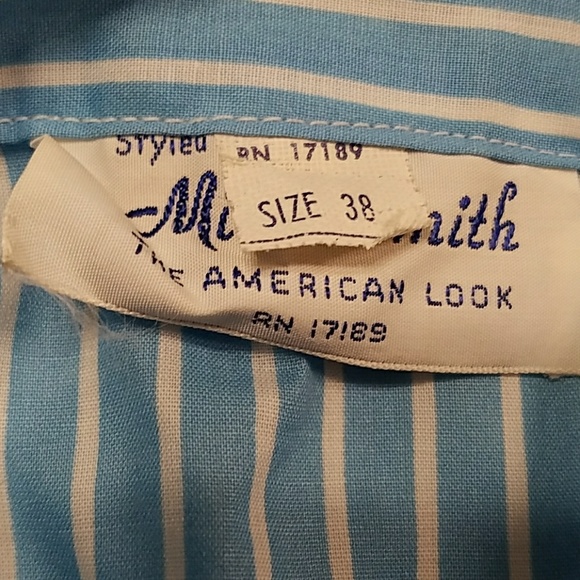 Styled RN 17189
SIZE 38
THE AMERICAN LOOK
RN 17189